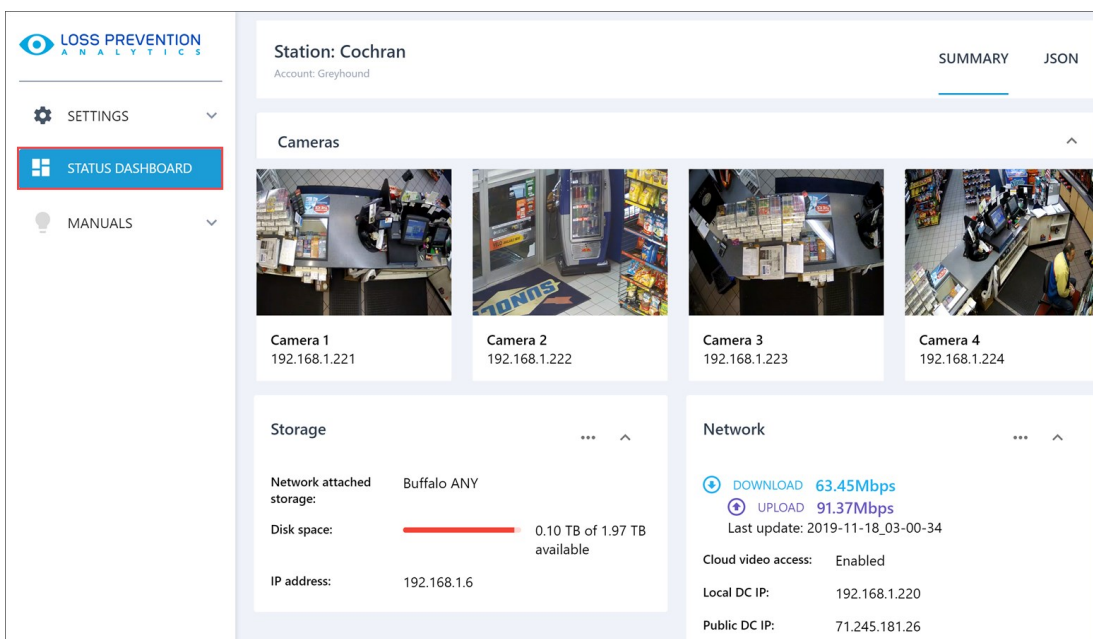 LOSS PREVENTION
ANALYTICS
SETTINGS
STATUS DASHBOARD
MANUALS
Station: Cochran
Account: Greyhound
SUMMARY JSON
Cameras
SUNOC
Camera 1
192.168.1.221
Camera 2
192.168.1.222
Camera 3
192.168.1.223
Camera 4
192.168.1.224
Storage
Network attached
storage:
Buffalo ANY
Disk space:
0.10 TB of 1.97 TB
available
IP address:
192.168.1.6
Network
DOWNLOAD 63.45Mbps
UPLOAD 91.37Mbps
Last update: 2019-11-18_03-00-34
Cloud video access: Enabled
Local DC IP: 192.168.1.220
Public DC IP: 71.245.181.26